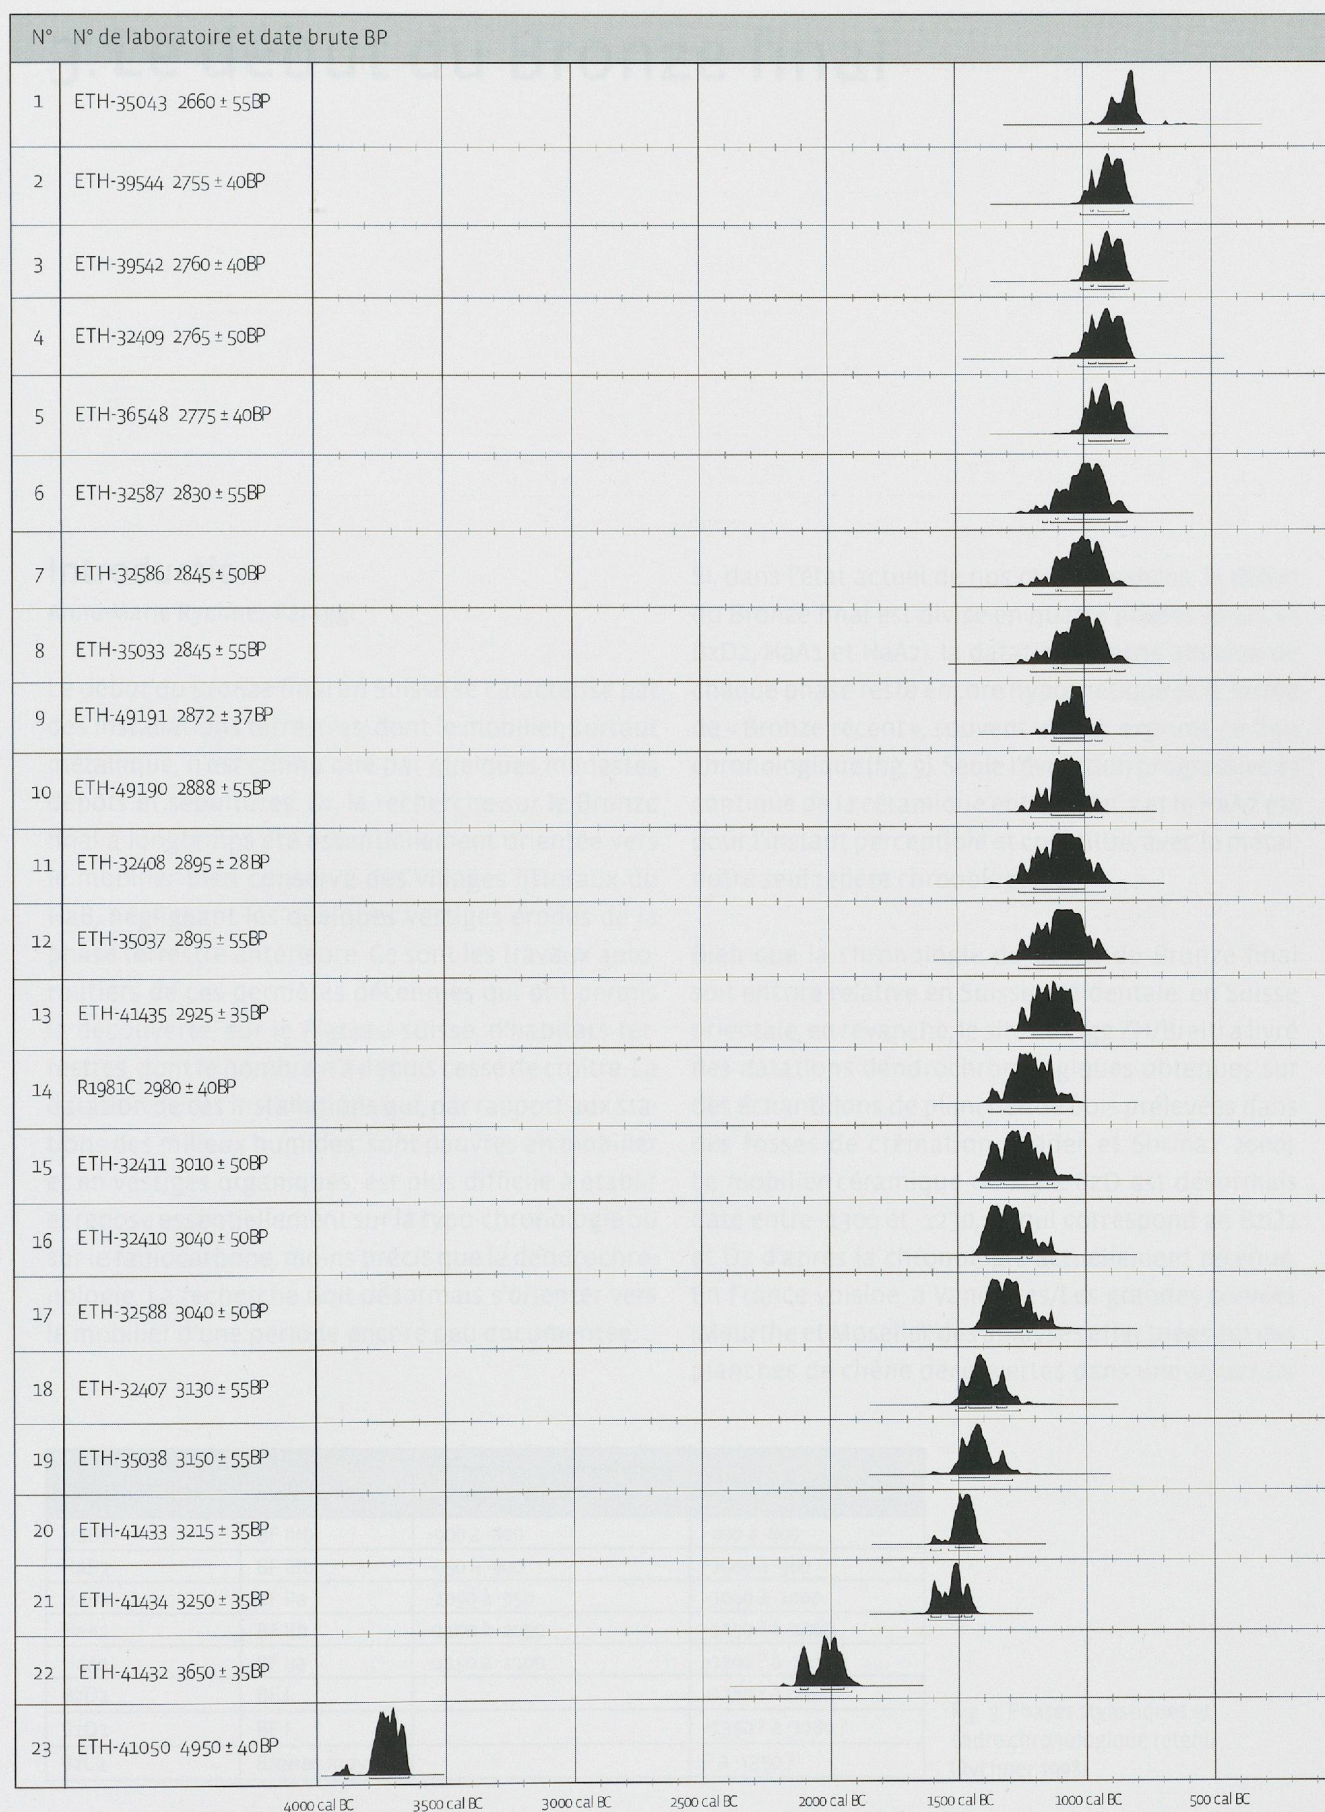 N° N° de laboratoire et date brute BP
1 ETH-35043 2660 ± 55BP
2 ETH-39544 2755 ± 40BP
3 ETH-39542 2760 ± 40BP
4 ETH-32409 2765 ± 50BP
5 ETH-36548 2775 ± 40BP
6 ETH-32587 2830 ± 55BP
7 ETH-32586 2845 ± 50BP
8 ETH-35033 2845 ± 55BP
9 ETH-49191 2872 ± 37BP
10 ETH-49190 2888 ± 55BP
11 ETH-32408 2895 ± 28BP
12 ETH-35037 2895 ± 55BP
13 ETH-41435 2925 ± 35BP
14 R1981C 2980 ± 40BP
15 ETH-32411 3010 ± 50BP
16 ETH-32410 3040 ± 50BP
17 ETH-32588 3040 ± 50BP
18 ETH-32407 3130 ± 55BP
19 ETH-35038 3150 ± 55BP
20 ETH-41433 3215 ± 35BP
21 ETH-41434 3250 ± 35BP
22 ETH-41432 3650 ± 35BP
23 ETH-41050 4950 ± 40BP
4000 cal BC 3500 cal BC 3000 cal BC 2500 cal BC 2000 cal BC 1500 cal BC 1000 cal BC 500 cal BC